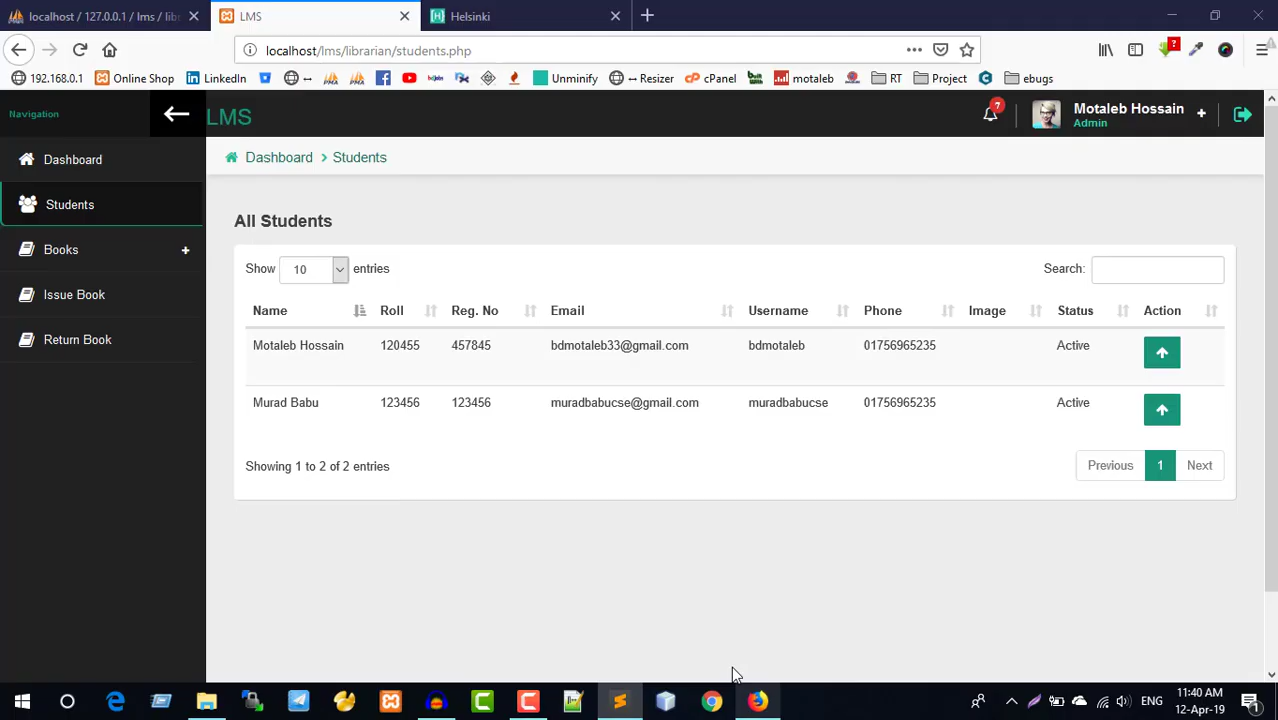 localhost / 127.0.0.1 / lms / lib
LMS
Helsinki
localhost/lms/librarian/students.php
192.168.0.1
Online Shop
LinkedIn
Unminify
Resizer
cPanel
motaleb
RT
Project
ebugs
Navigation
LMS
7
Motaleb Hossain
Admin
Dashboard
Students
Books
Issue Book
Return Book
Dashboard > Students
All Students
Show 10 entries
Search:
Name Roll Reg. No Email Username Phone Image Status Action
Motaleb Hossain 120455 457845 bdmotaleb33@gmail.com bdmotaleb 01756965235 Active
Murad Babu 123456 123456 muradbabucse@gmail.com muradbabucse 01756965235 Active
Showing 1 to 2 of 2 entries
Previous 1 Next
ENG
11:40 AM
12-Apr-19
1